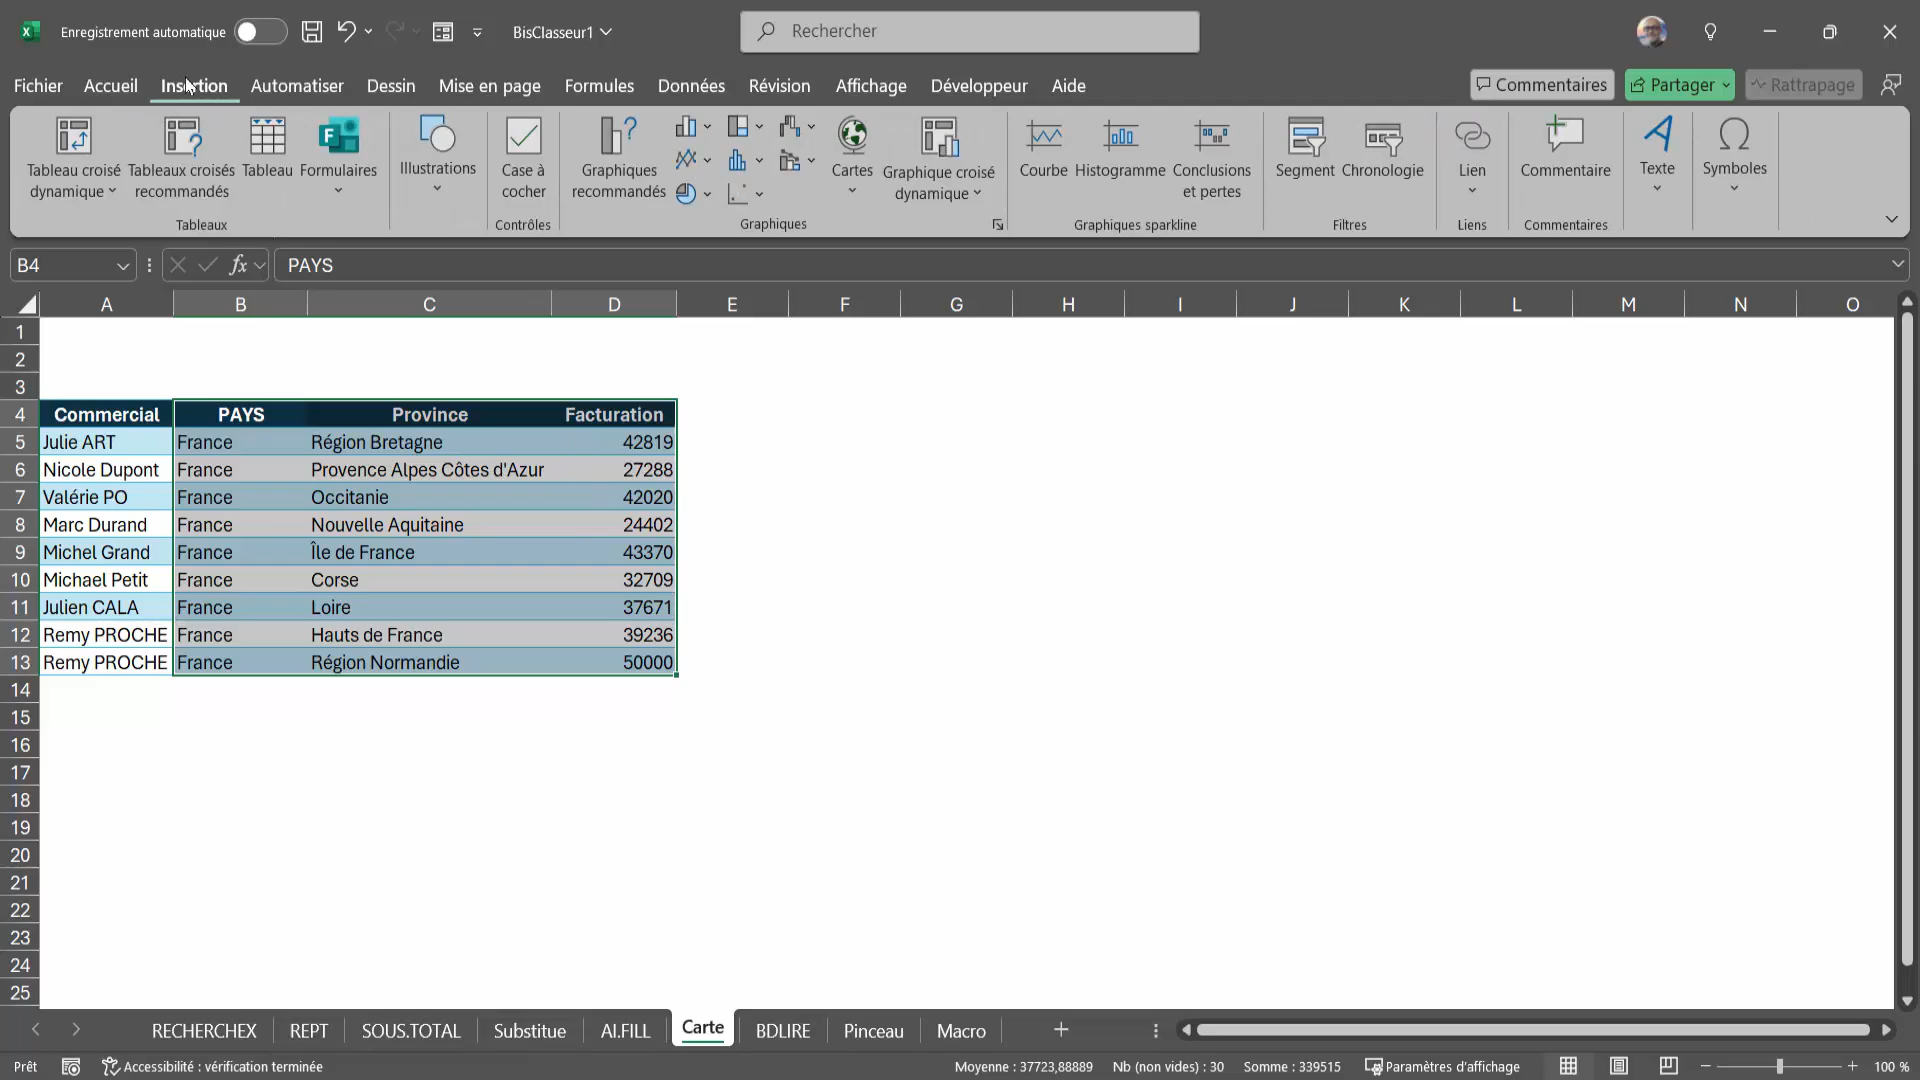 Enregistrement automatique
BisClasseur1
Rechercher
Fichier Accueil Insertion Automatiser Dessin Mise en page Formules Données Révision Affichage Développeur Aide
Commentaires Partager Rattrapage
Tableau croisé dynamique
Tableaux croisés recommandés
Tableau
Formulaires
Illustrations
Case à cocher
Graphiques recommandés
Cartes
Graphique croisé dynamique
Courbe
Histogramme
Conclusions et pertes
Segment
Chronologie
Lien
Commentaire
Texte
Symboles
Tableaux
Contrôles
Graphiques
Graphiques sparkline
Filtres
Liens
Commentaires
B4
fx
PAYS
A B C D E F G H I J K L M N O
1
2
3
4 Commercial PAYS Province Facturation
5 Julie ART France Région Bretagne 42819
6 Nicole Dupont France Provence Alpes Côtes d'Azur 27288
7 Valérie PO France Occitanie 42020
8 Marc Durand France Nouvelle Aquitaine 24402
9 Michel Grand France Île de France 43370
10 Michael Petit France Corse 32709
11 Julien CALA France Loire 37671
12 Remy PROCHE France Hauts de France 39236
13 Remy PROCHE France Région Normandie 50000
14
15
16
17
18
19
20
21
22
23
24
25
RECHERCHEX REPT SOUS.TOTAL Substitue AI.FILL Carte BDLIRE Pinceau Macro
Prêt
Accessibilité : vérification terminée
Moyenne : 37723,88889 Nb (non vides) : 30 Somme : 339515
Paramètres d'affichage
100 %